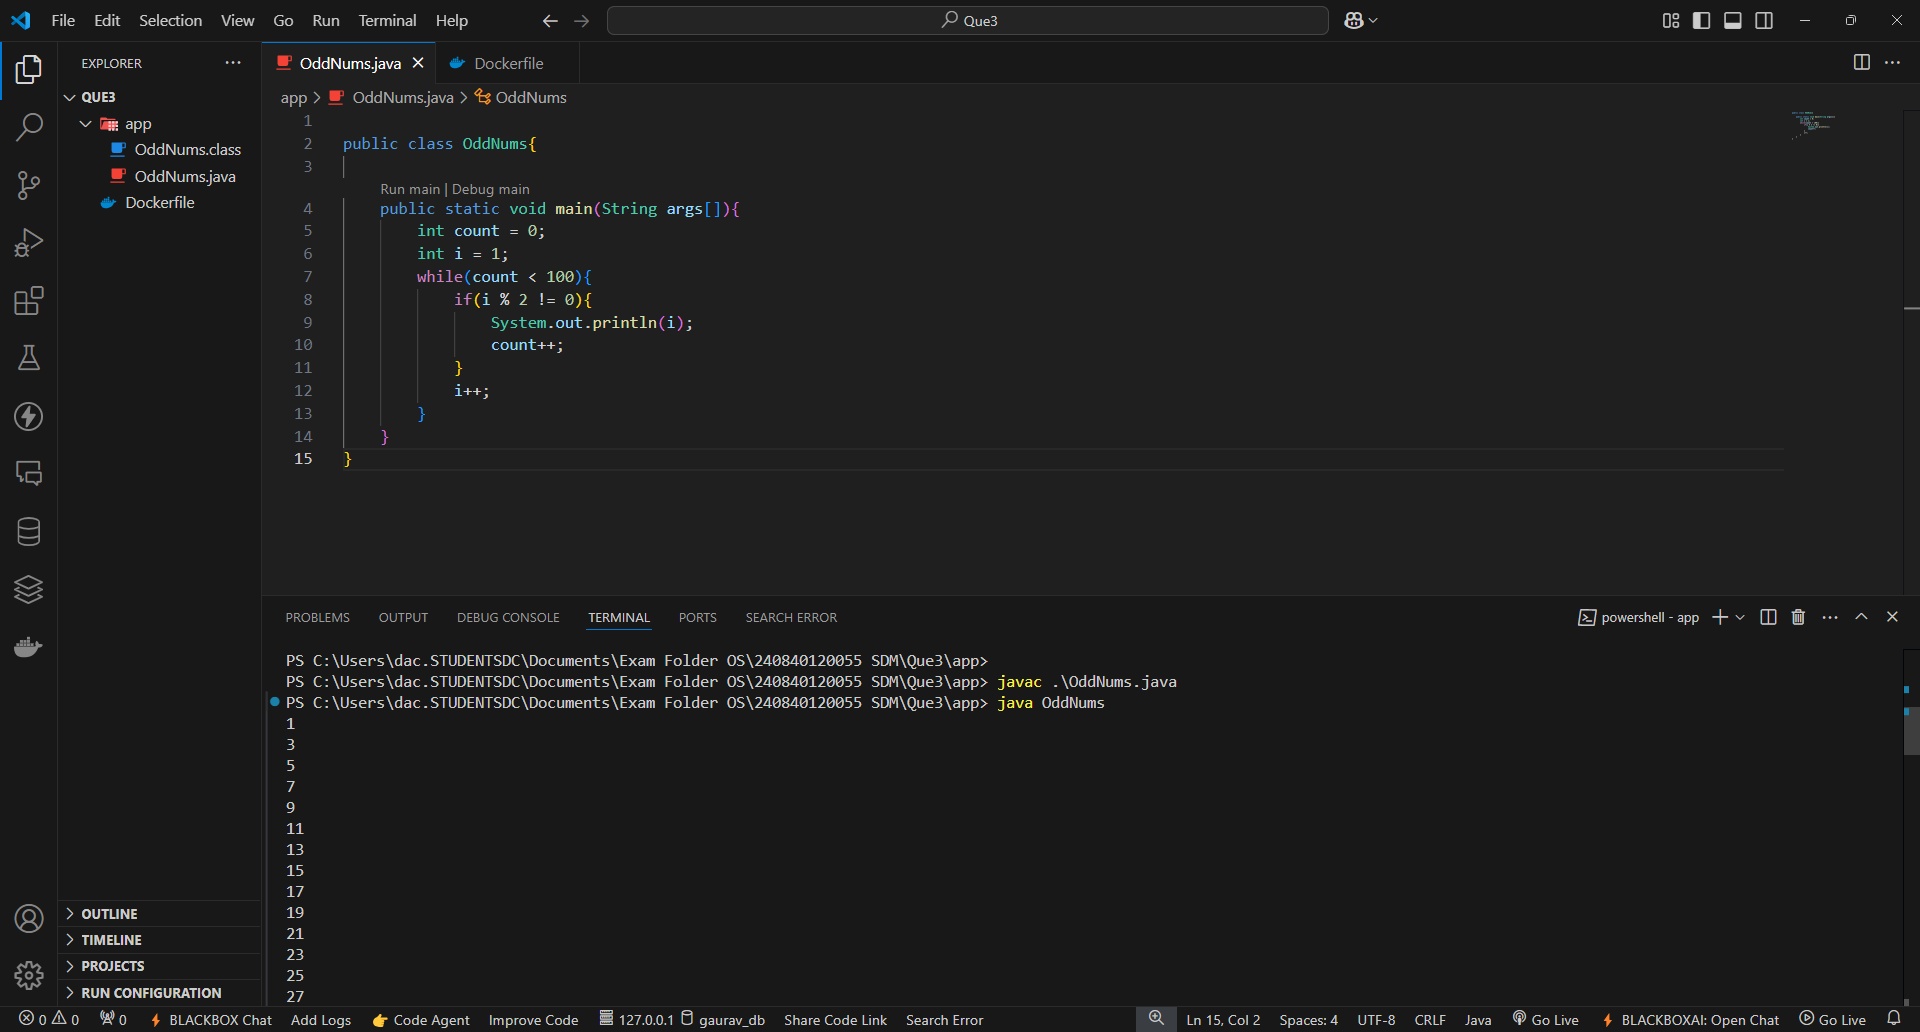 File Edit Selection View Go Run Terminal Help
Que3
EXPLORER
QUE3
app
OddNums.class
OddNums.java
Dockerfile
OUTLINE
TIMELINE
PROJECTS
RUN CONFIGURATION
OddNums.java Dockerfile
app > OddNums.java > OddNums
1
2 public class OddNums{
3
Run main | Debug main
4 public static void main(String args[]){
5 int count = 0;
6 int i = 1;
7 while(count < 100){
8 if(i % 2 != 0){
9 System.out.println(i);
10 count++;
11 }
12 i++;
13 }
14 }
15 }
PROBLEMS OUTPUT DEBUG CONSOLE TERMINAL PORTS SEARCH ERROR
powershell - app
PS C:\Users\dac.STUDENTSDC\Documents\Exam Folder OS\240840120055 SDM\Que3\app>
PS C:\Users\dac.STUDENTSDC\Documents\Exam Folder OS\240840120055 SDM\Que3\app> javac .\OddNums.java
PS C:\Users\dac.STUDENTSDC\Documents\Exam Folder OS\240840120055 SDM\Que3\app> java OddNums
1
3
5
7
9
11
13
15
17
19
21
23
25
27
0 0 0 BLACKBOX Chat Add Logs Code Agent Improve Code 127.0.0.1 gaurav_db Share Code Link Search Error Ln 15, Col 2 Spaces: 4 UTF-8 CRLF Java Go Live BLACKBOXAI: Open Chat Go Live